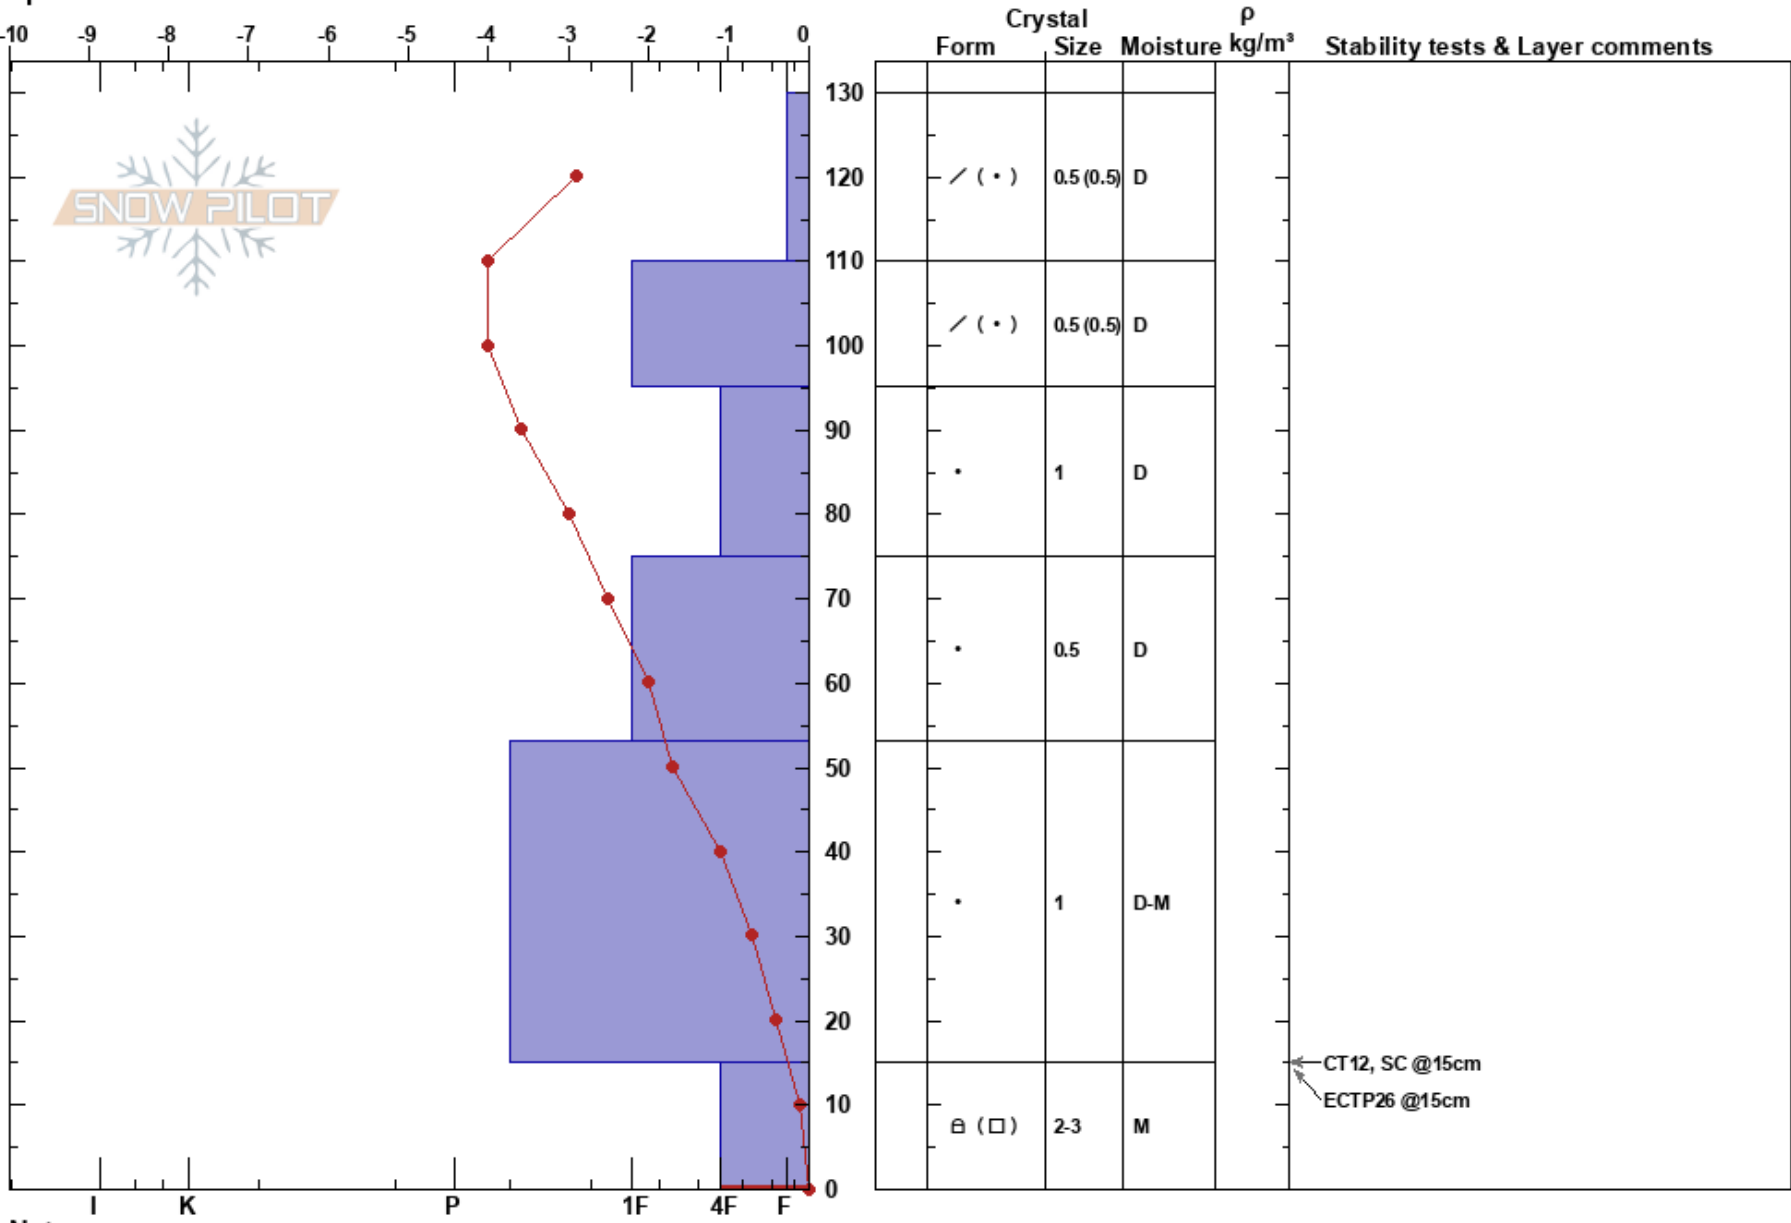 Crystal ρ
-10 -9 -8 -7 -6 -5 -4 -3 -2 -1 0 Form Size Moisture kg/m³ Stability tests & Layer comments
130
SNOW PILOT
120 / ( • ) 0.5 (0.5) D
110
/ ( • ) 0.5 (0.5) D
100
90
• 1 D
80
70
• 0.5 D
60
50
40
• 1 D-M
30
20
CT12, SC @15cm
10 ECTP26 @15cm
(□) 2-3 M
0
I K P 1F 4F F